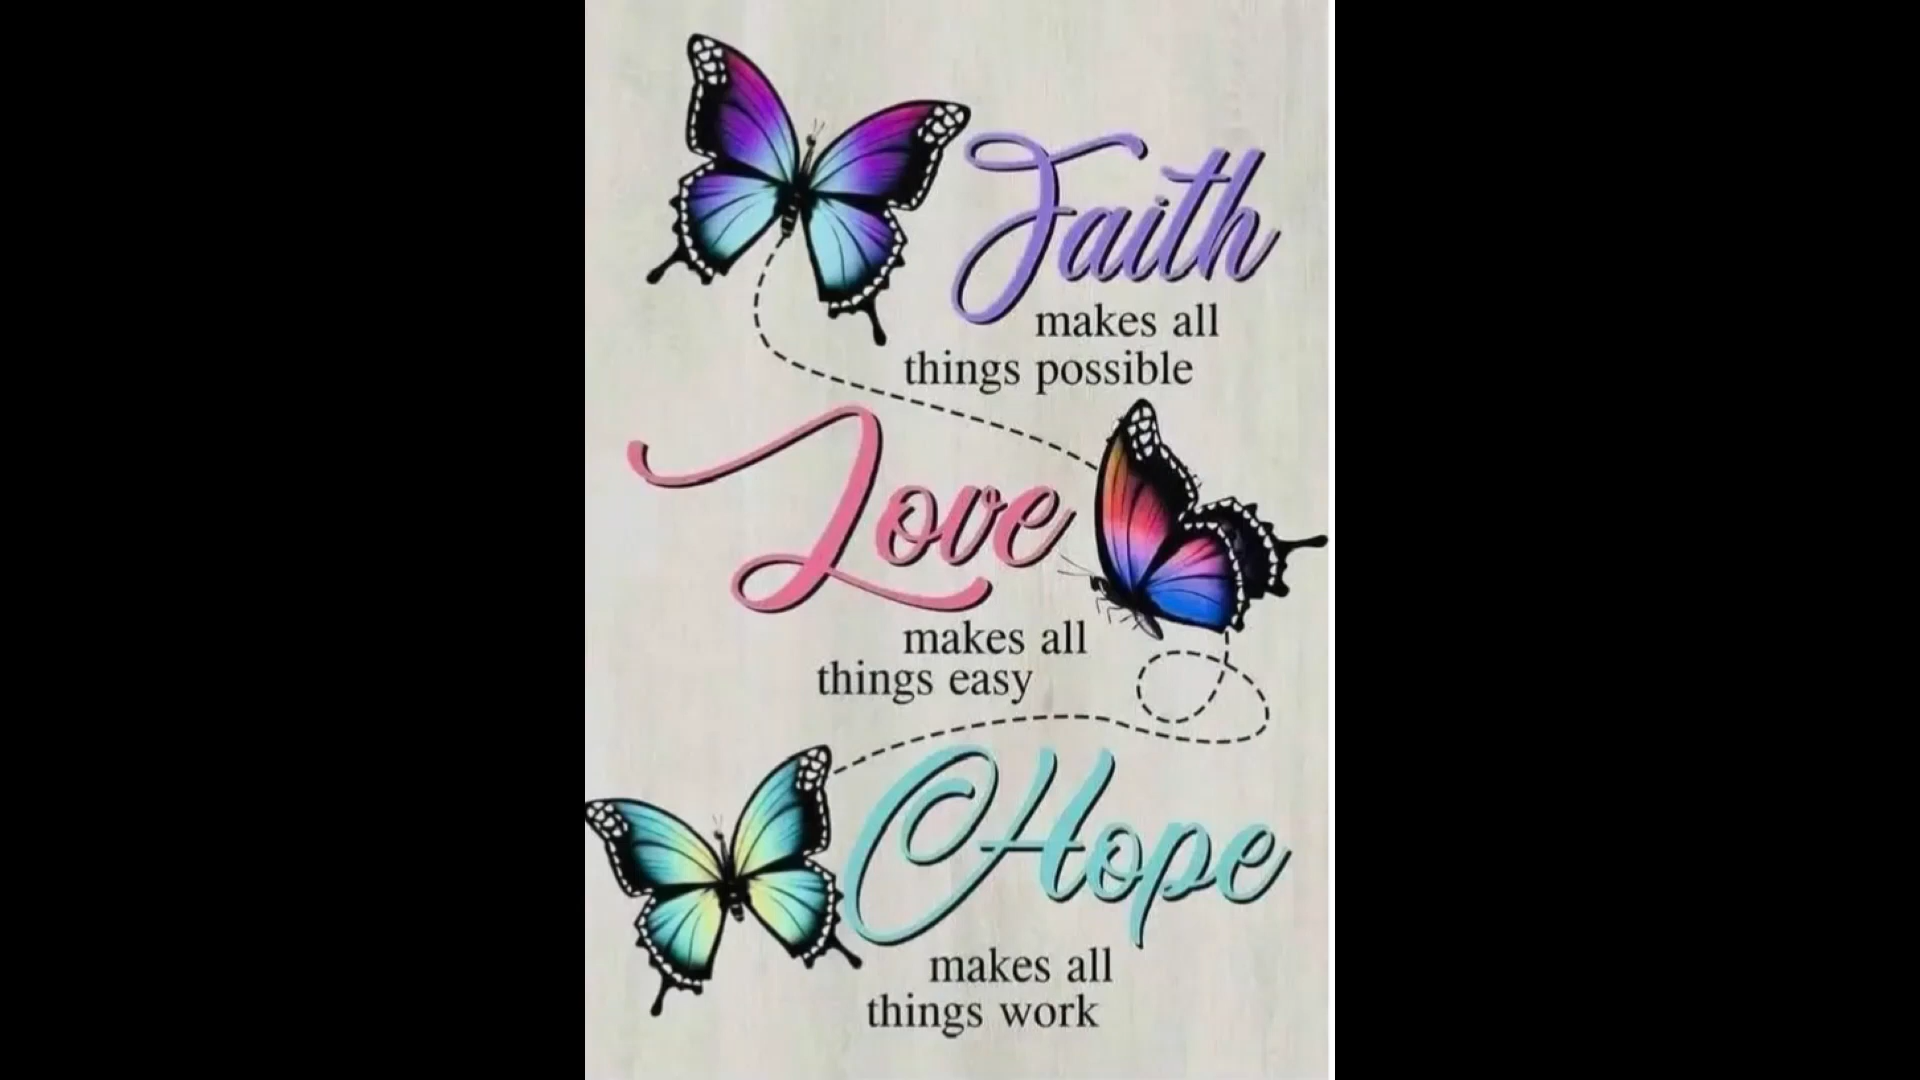 Faith
makes all
things possible
Love
makes all
things easy
Hope
makes all
things work